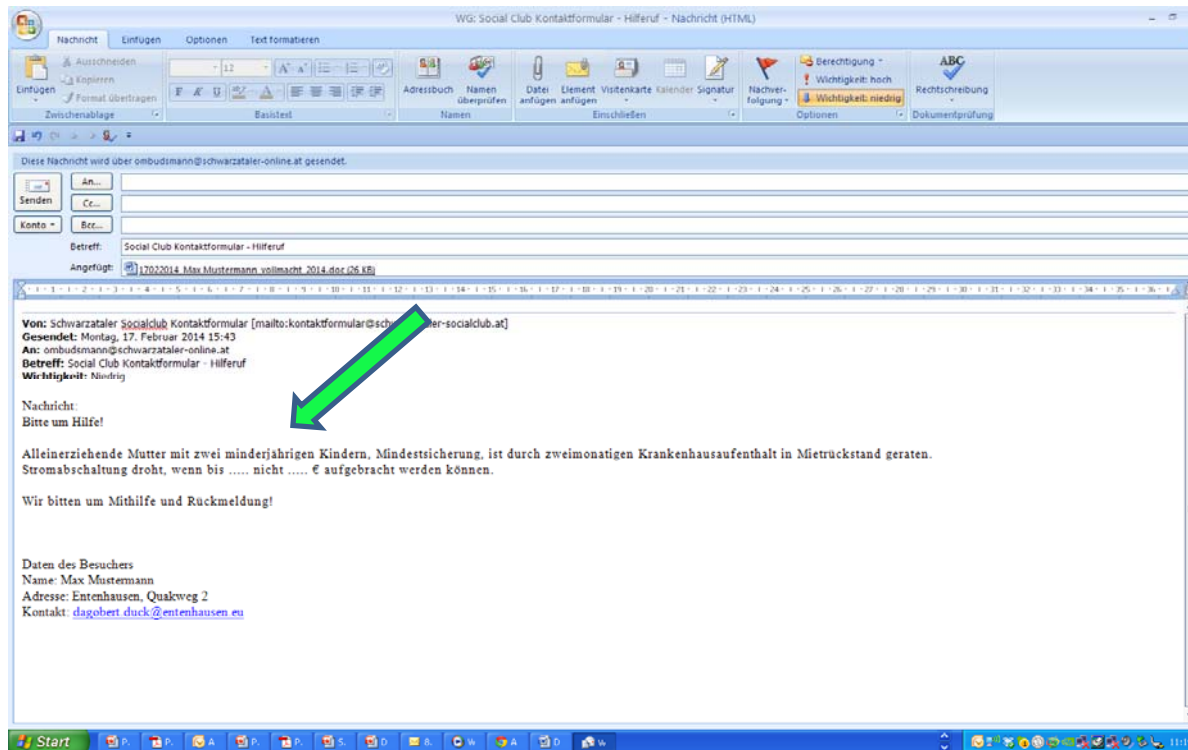 WG: Social Club Kontaktformular - Hilferuf - Nachricht (HTML)
Nachricht Einfügen Optionen Text formatieren
Einfügen
Ausschneiden
Kopieren
Format übertragen
Zwischenablage
12
F K U
Basistext
Adressbuch
Namen überprüfen
Namen
Datei anfügen
Element anfügen
Visitenkarte
Kalender
Signatur
Einschließen
Nachver-
folgung
Berechtigung
Wichtigkeit: hoch
Wichtigkeit: niedrig
Optionen
ABC
Rechtschreibung
Dokumentprüfung
Diese Nachricht wird über ombudsmann@schwarzataler-online.at gesendet.
Senden
Konto
An...
Cc...
Bcc...
Betreff: Social Club Kontaktformular - Hilferuf
Angefügt: 17022014_Max Mustermann_vollmacht_2014.doc (26 KB)
Von: Schwarzataler Socialclub Kontaktformular [mailto:kontaktformular@sch er-socialclub.at]
Gesendet: Montag, 17. Februar 2014 15:43
An: ombudsmann@schwarzataler-online.at
Betreff: Social Club Kontaktformular - Hilferuf
Wichtigkeit: Niedrig
Nachricht:
Bitte um Hilfe!
Alleinerziehende Mutter mit zwei minderjährigen Kindern, Mindestsicherung, ist durch zweimonatigen Krankenhausaufenthalt in Mietrückstand geraten.
Stromabschaltung droht, wenn bis ..... nicht ..... € aufgebracht werden können.
Wir bitten um Mithilfe und Rückmeldung!
Daten des Besuchers
Name: Max Mustermann
Adresse: Entenhausen, Quakweg 2
Kontakt: dagobert.duck@entenhausen.eu
Start